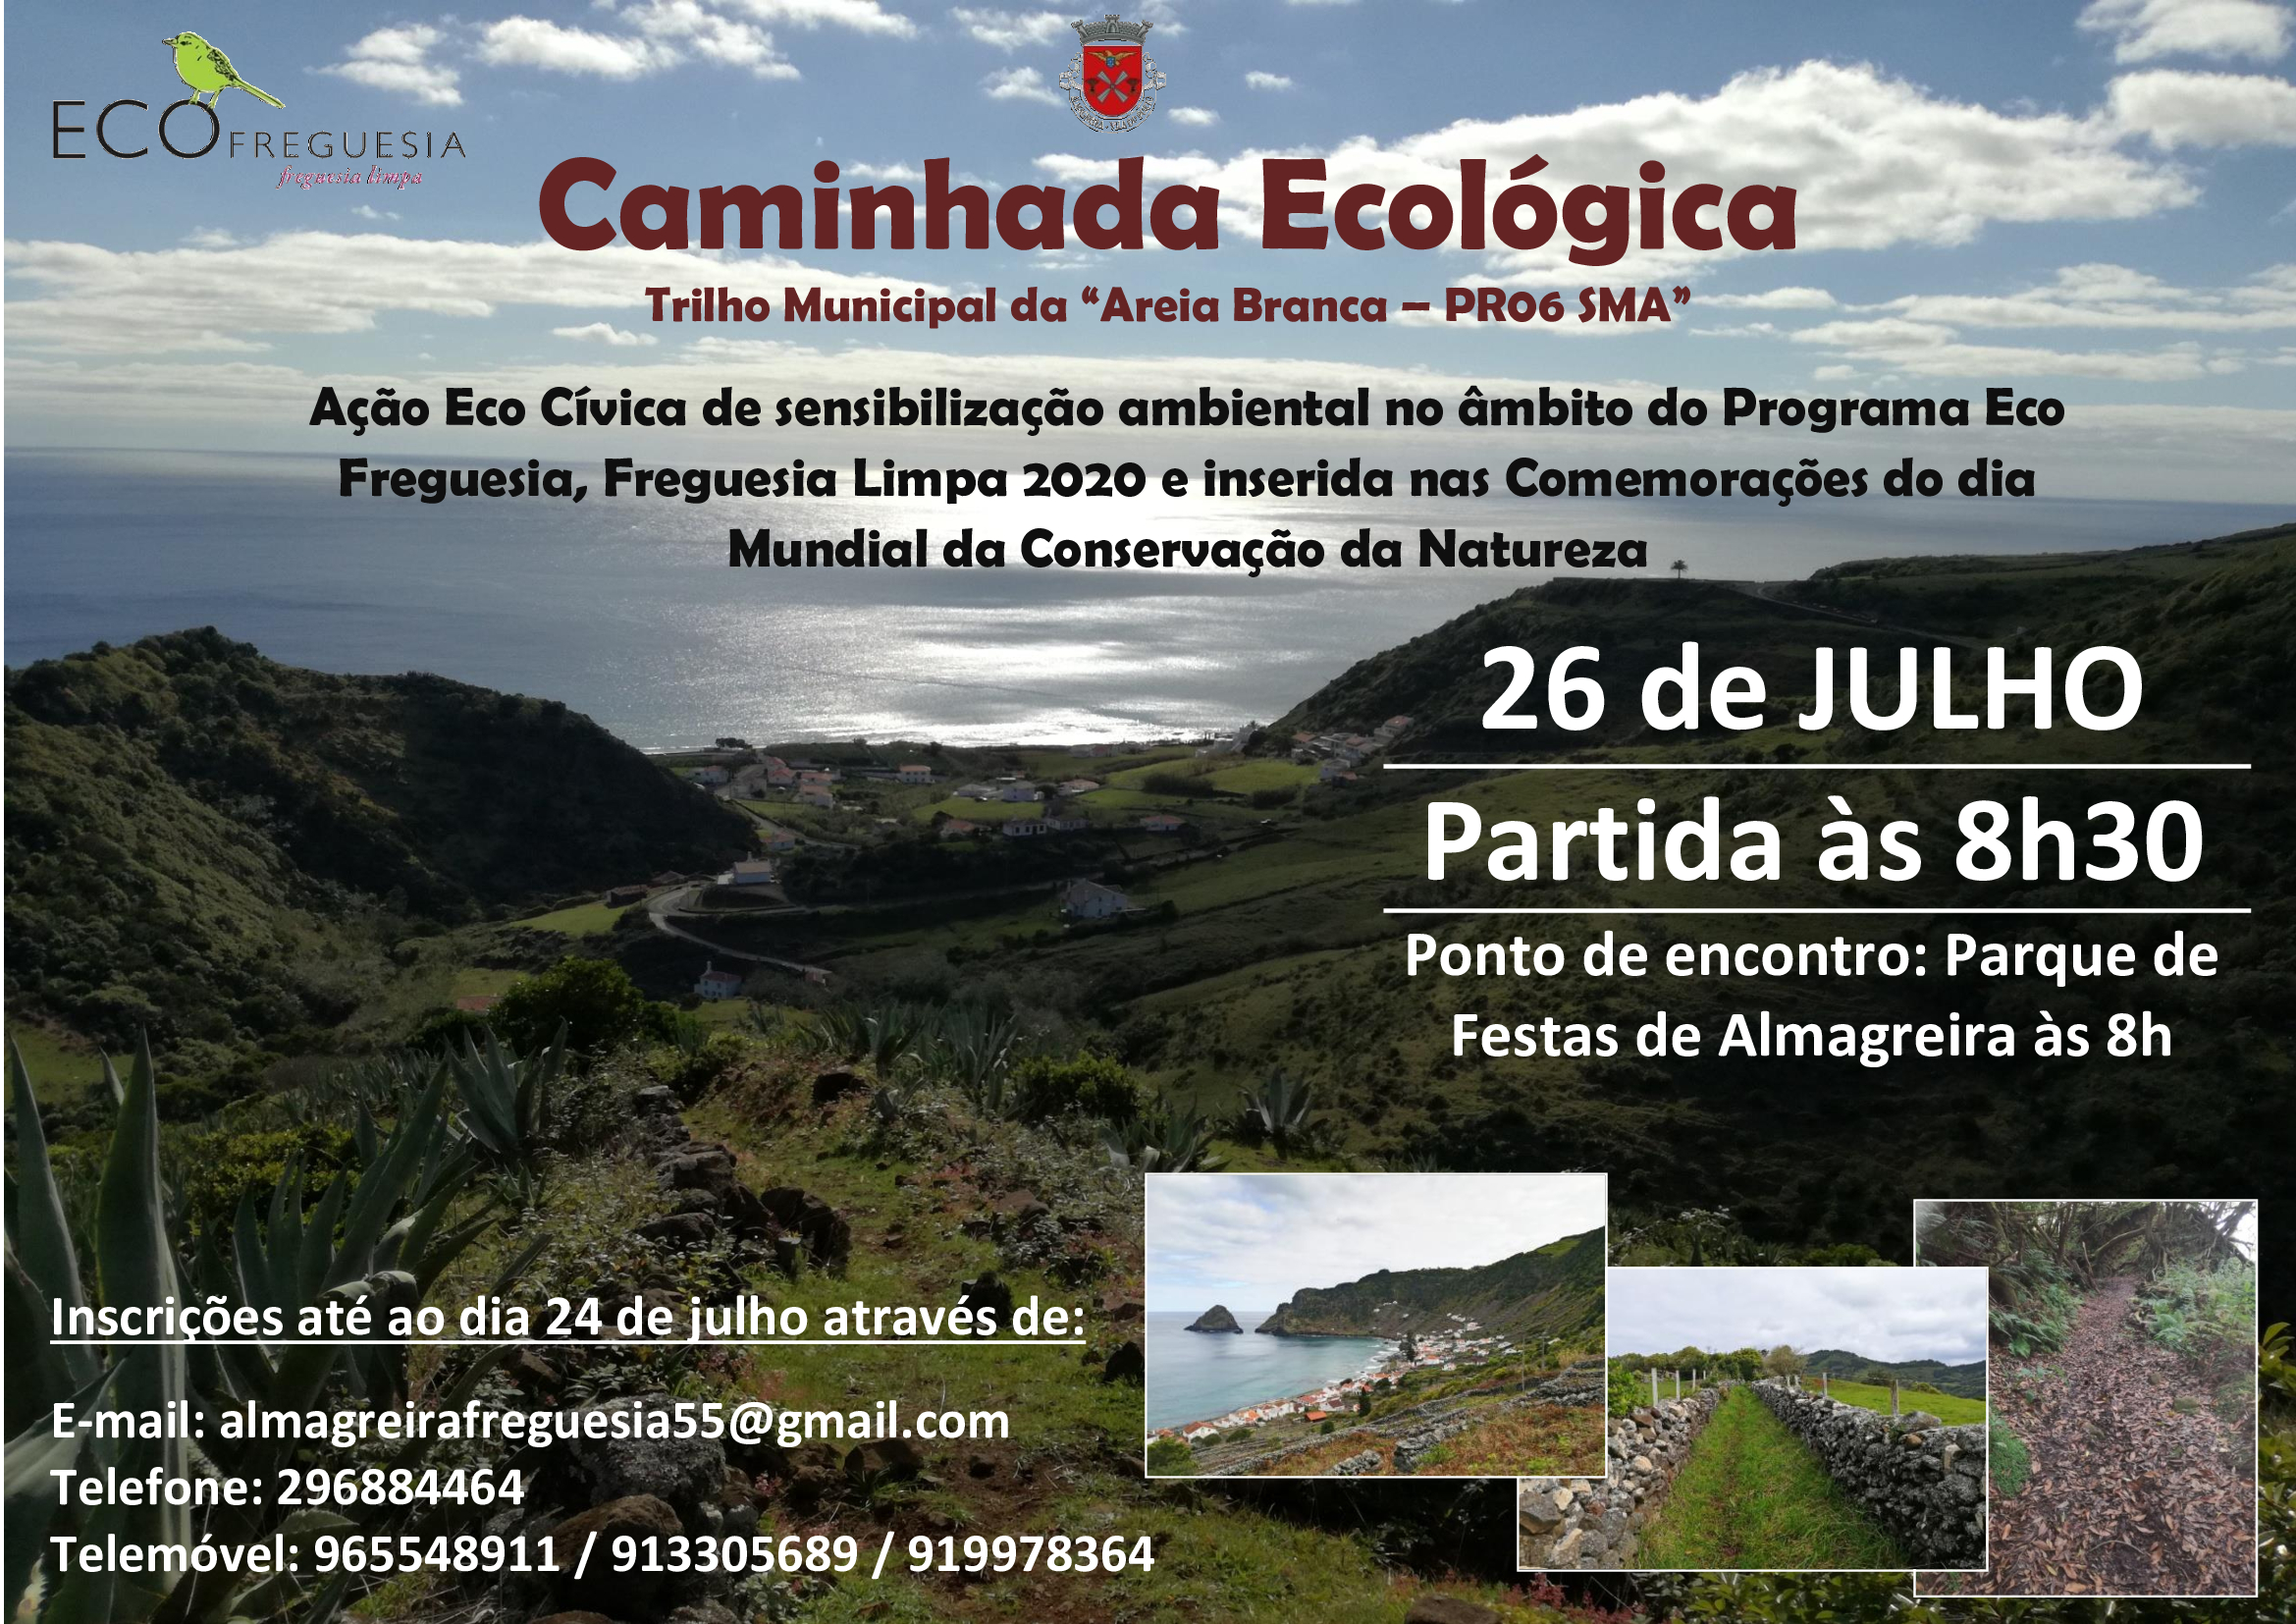 ECOFREGUESIA
freguesia limpa
Caminhada Ecológica
Trilho Municipal da “Areia Branca – PR06 SMA”
Ação Eco Cívica de sensibilização ambiental no âmbito do Programa Eco
Freguesia, Freguesia Limpa 2020 e inserida nas Comemorações do dia
Mundial da Conservação da Natureza
26 de JULHO
Partida às 8h30
Ponto de encontro: Parque de
Festas de Almagreira às 8h
Inscrições até ao dia 24 de julho através de:
E-mail: almagreirafreguesia55@gmail.com
Telefone: 296884464
Telemóvel: 965548911 / 913305689 / 919978364